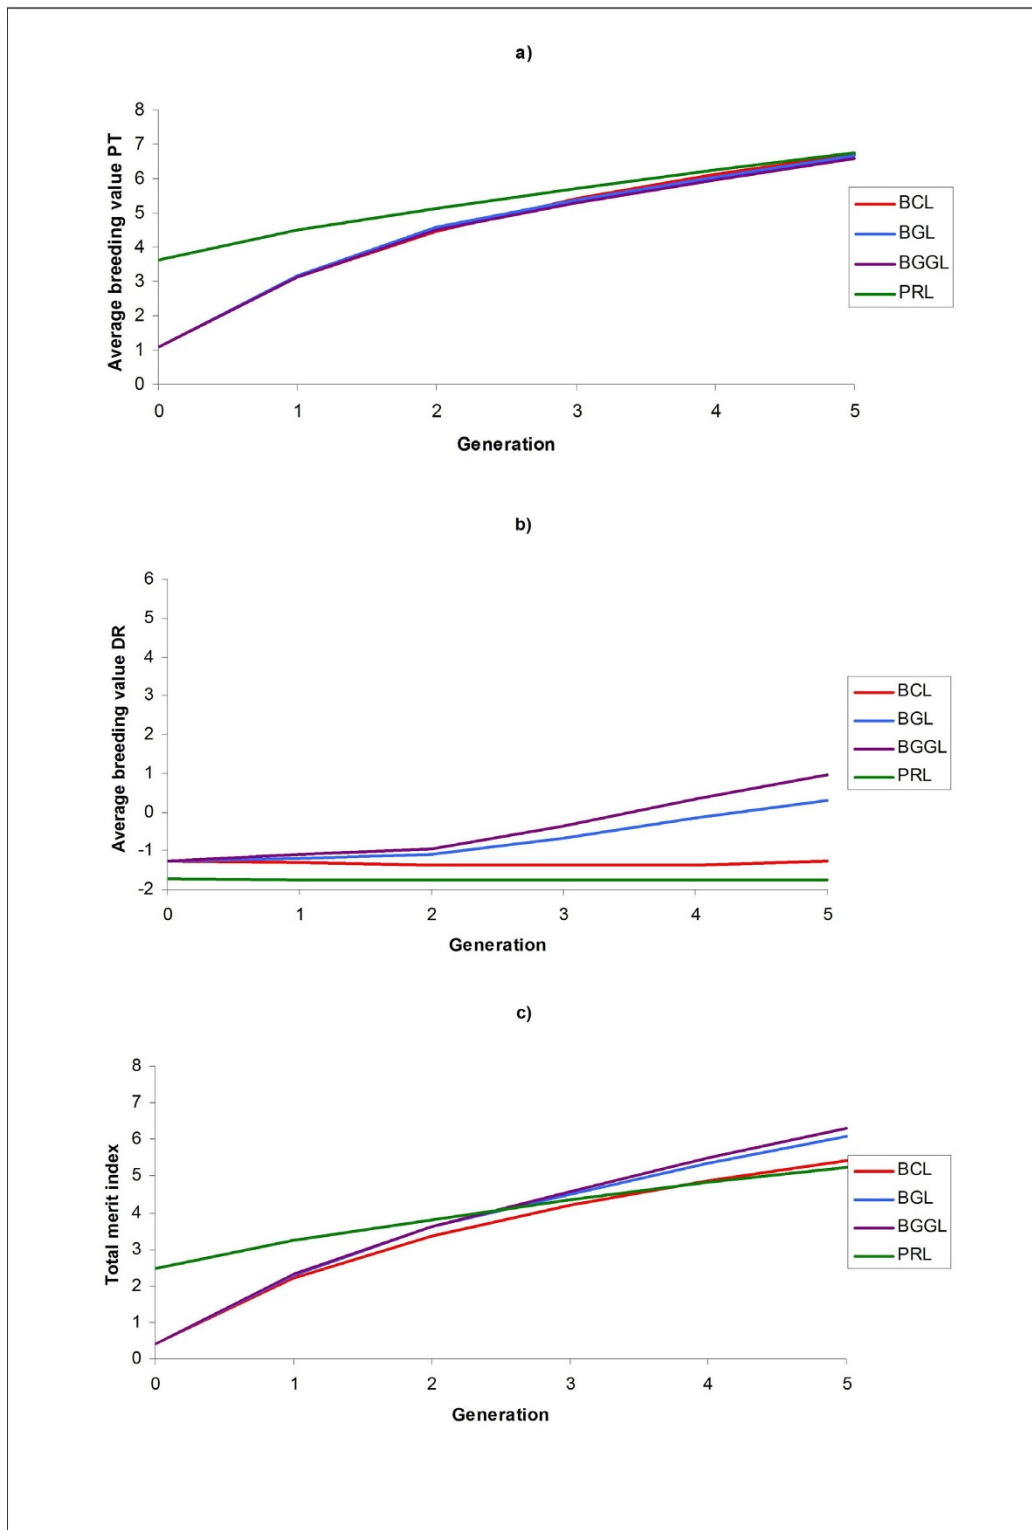 a)
Average breeding value PT
8
7
6
5
4
3
2
1
0
0 1 2 3 4 5
Generation
BCL
BGL
BGGL
PRL
b)
Average breeding value DR
6
5
4
3
2
1
0
-1
-2
0 1 2 3 4 5
Generation
BCL
BGL
BGGL
PRL
c)
Total merit index
8
7
6
5
4
3
2
1
0
0 1 2 3 4 5
Generation
BCL
BGL
BGGL
PRL